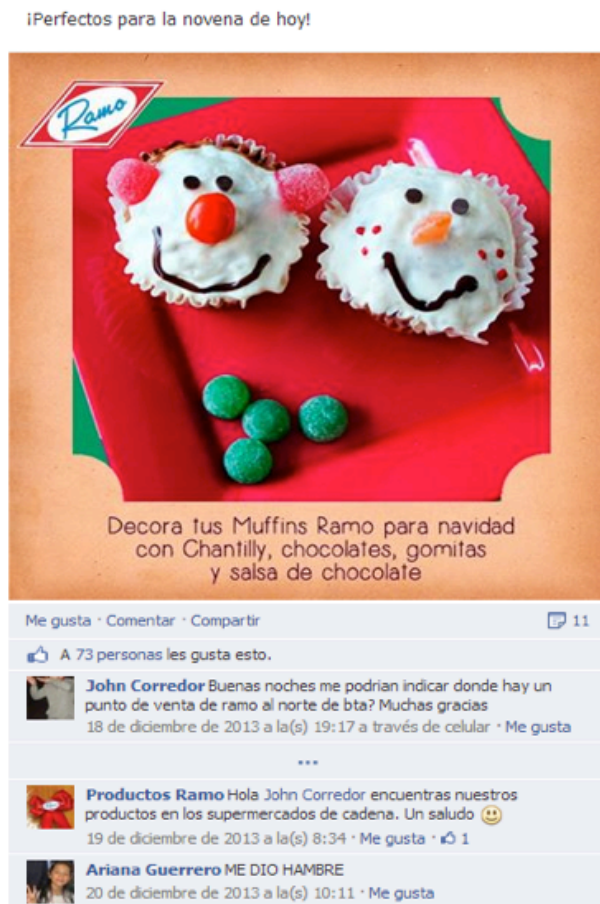 ¡Perfectos para la novena de hoy!
Ramo
Decora tus Muffins Ramo para navidad
con Chantilly, chocolates, gomitas
y salsa de chocolate
Me gusta · Comentar · Compartir 11
A 73 personas les gusta esto.
John Corredor Buenas noches me podrian indicar donde hay un
punto de venta de ramo al norte de bta? Muchas gracias
18 de diciembre de 2013 a la(s) 19:17 a través de celular · Me gusta
•••
Productos Ramo Hola John Corredor encuentras nuestros
productos en los supermercados de cadena. Un saludo
19 de diciembre de 2013 a la(s) 8:34 · Me gusta · 1
Ariana Guerrero ME DIO HAMBRE
20 de diciembre de 2013 a la(s) 10:11 · Me gusta